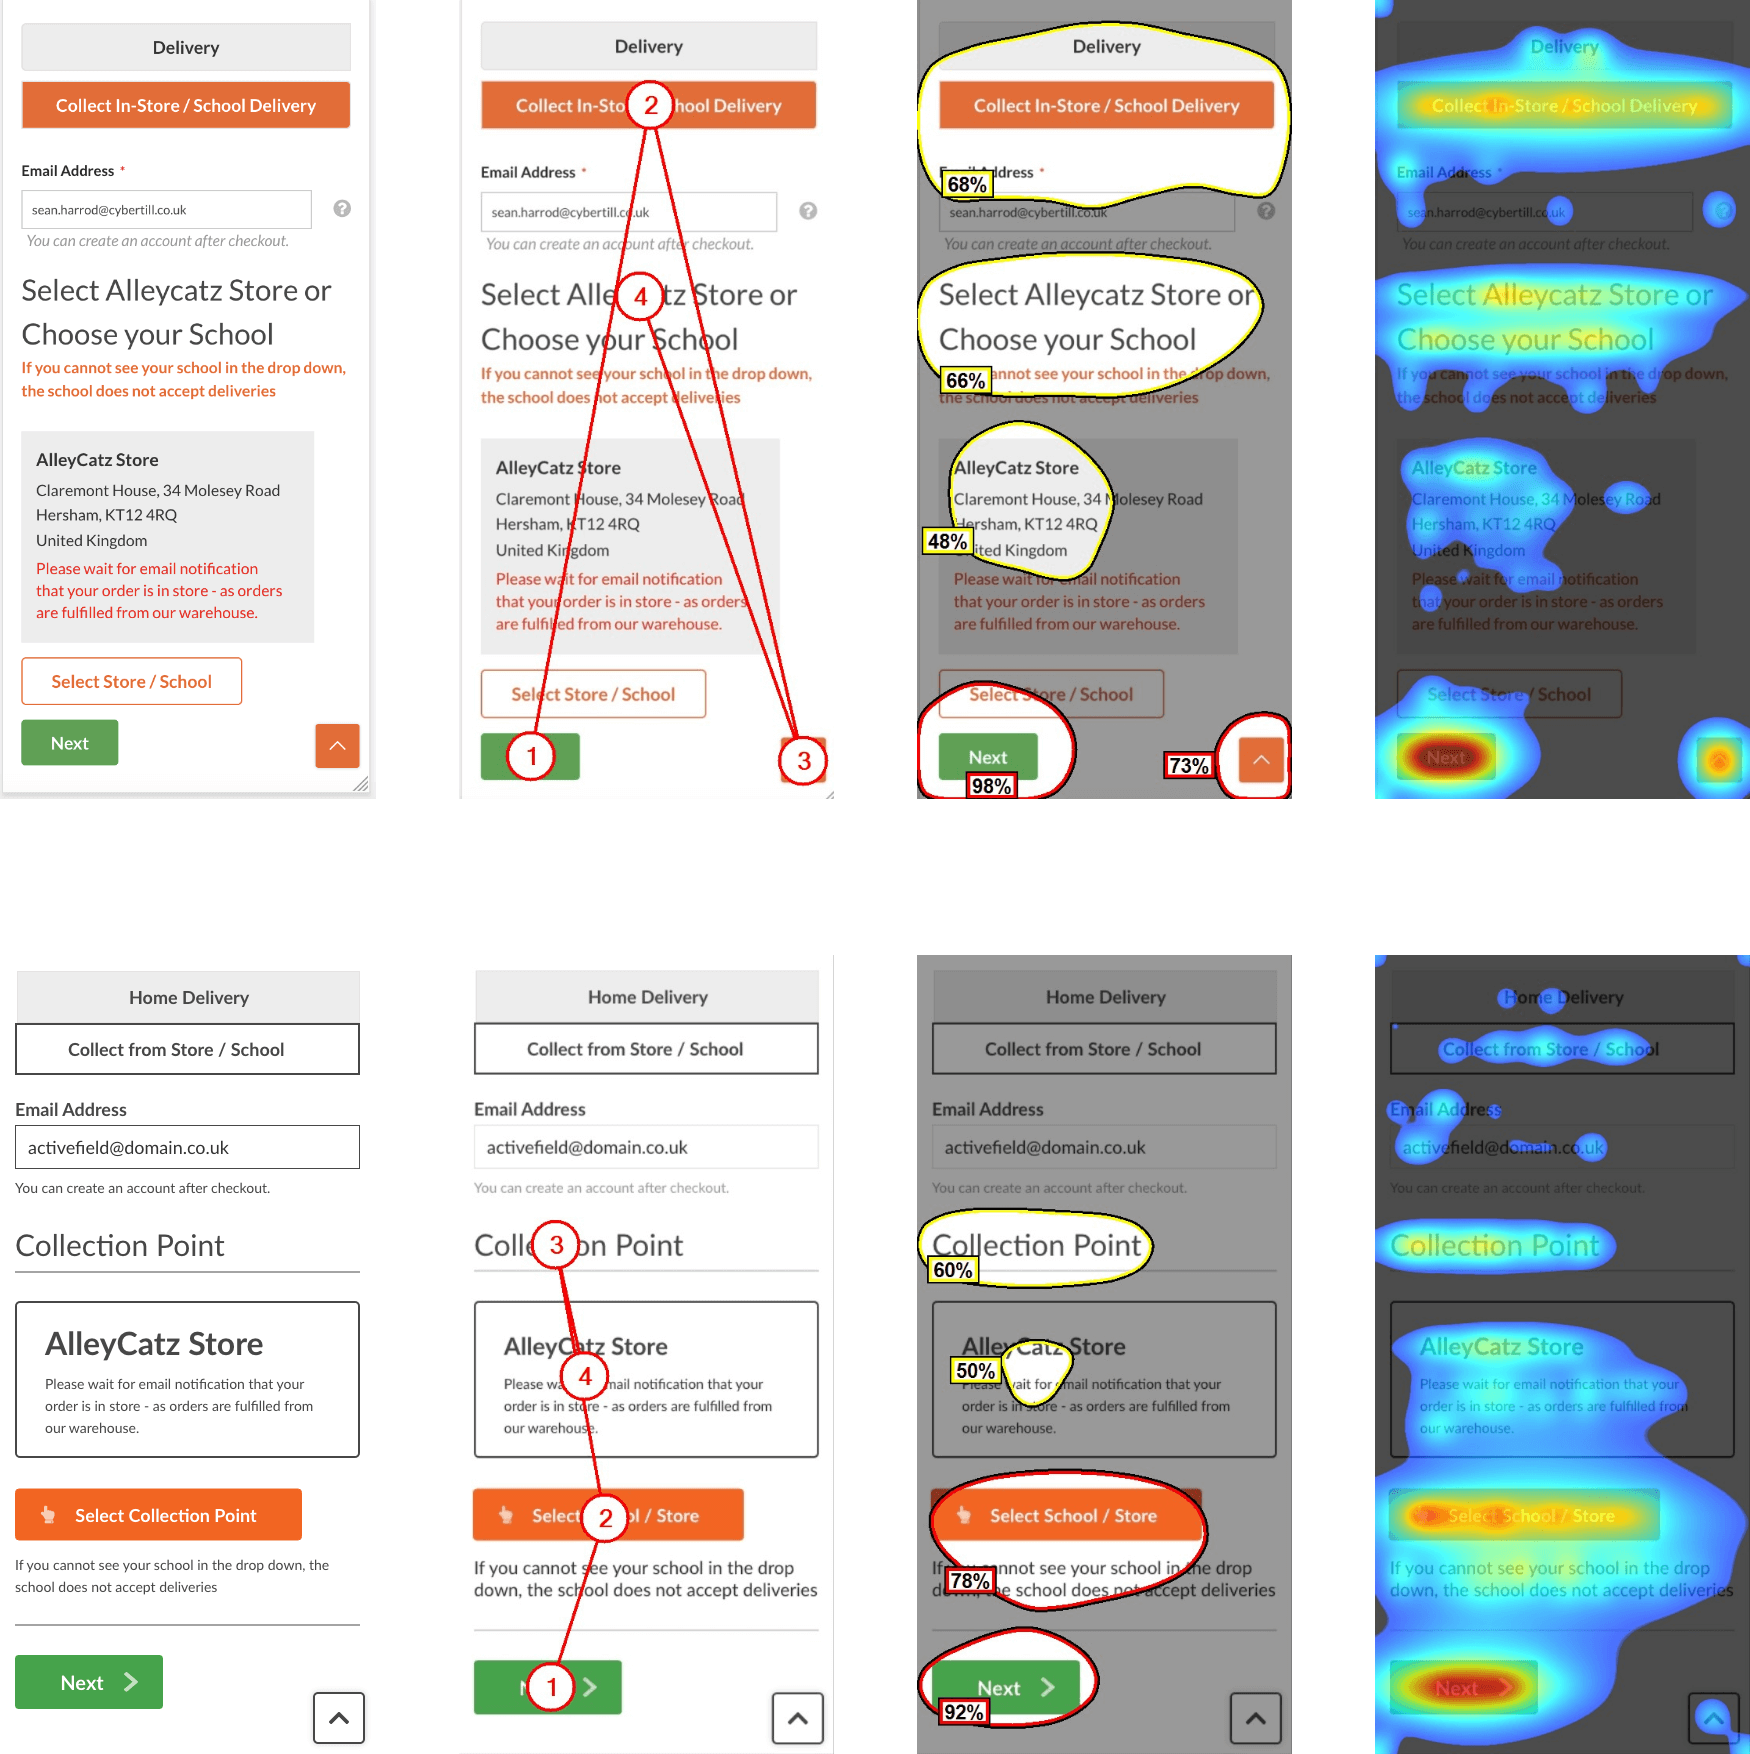 Delivery
Collect In-Store / School Delivery
Email Address *
sean.harrod@cybertill.co.uk
?
You can create an account after checkout.
Select Alleycatz Store or
Choose your School
If you cannot see your school in the drop down,
the school does not accept deliveries
AlleyCatz Store
Claremont House, 34 Molesey Road
Hersham, KT12 4RQ
United Kingdom
Please wait for email notification
that your order is in store - as orders
are fulfilled from our warehouse.
Select Store / School
Next
Delivery
Collect In-Sto 2 hool Delivery
Email Address *
sean.harrod@cybertill.co.uk
?
You can create an account after checkout.
Select Alle 4 tz Store or
Choose your School
If you cannot see your school in the drop down,
the school does not accept deliveries
AlleyCatz Store
Claremont House, 34 Molesey Road
Hersham, KT12 4RQ
United Kingdom
Please wait for email notification
that your order is in store - as orders
are fulfilled from our warehouse.
Select Store / School
1
3
Delivery
Collect In-Store / School Delivery
Email Address *
68%
sean.harrod@cybertill.co.uk
?
You can create an account after checkout.
Select Alleycatz Store or
Choose your School
66% annot see your school in the drop down,
the school does not accept deliveries
AlleyCatz Store
Claremont House, 34 Molesey Road
Hersham, KT12 4RQ
48% ited Kingdom
Please wait for email notification
that your order is in store - as orders
are fulfilled from our warehouse.
Select Store / School
Next
98%
73%
Delivery
Collect In-Store / School Delivery
Email Address *
sean.harrod@cybertill.co.uk
?
You can create an account after checkout.
Select Alleycatz Store or
Choose your School
If you cannot see your school in the drop down,
the school does not accept deliveries
AlleyCatz Store
Claremont House, 34 Molesey Road
Hersham, KT12 4RQ
United Kingdom
Please wait for email notification
that your order is in store - as orders
are fulfilled from our warehouse.
Select Store / School
Next
Home Delivery
Collect from Store / School
Email Address
activefield@domain.co.uk
You can create an account after checkout.
Collection Point
AlleyCatz Store
Please wait for email notification that your
order is in store - as orders are fulfilled from
our warehouse.
Select Collection Point
If you cannot see your school in the drop down, the
school does not accept deliveries
Next
Home Delivery
Collect from Store / School
Email Address
activefield@domain.co.uk
You can create an account after checkout.
Colle 3 on Point
AlleyCatz Store
Please wa 4 mail notification that your
order is in store - as orders are fulfilled from
our warehouse.
Select 2 ol / Store
If you cannot see your school in the drop
down, the school does not accept deliveries
1
Home Delivery
Collect from Store / School
Email Address
activefield@domain.co.uk
You can create an account after checkout.
Collection Point
60%
AlleyCatz Store
50%
Please wait for email notification that your
order is in store - as orders are fulfilled from
our warehouse.
Select School / Store
If you cannot see your school in the drop
78% he school does not accept deliveries
Next
92%
Home Delivery
Collect from Store / School
Email Address
activefield@domain.co.uk
You can create an account after checkout.
Collection Point
AlleyCatz Store
Please wait for email notification that your
order is in store - as orders are fulfilled from
our warehouse.
Select School / Store
If you cannot see your school in the drop
down, the school does not accept deliveries
Next